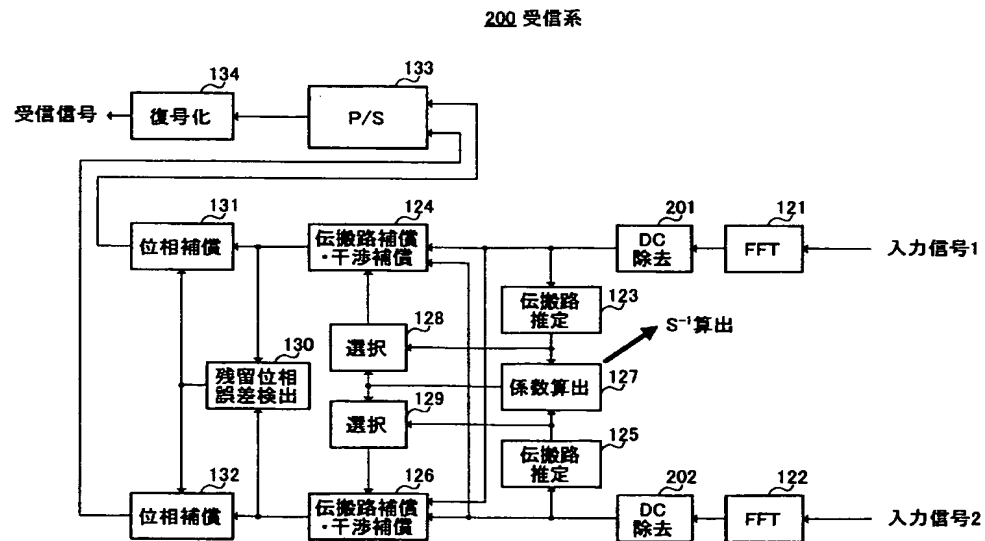 200 受信系
134
133
受信信号
復号化
P/S
131
124
201
121
位相補償
伝搬路補償
・干渉補償
DC
除去
FFT
入力信号1
123
伝搬路
推定
128
選択
S⁻¹算出
130
残留位相
誤差検出
係数算出
127
129
選択
125
伝搬路
推定
132
126
202
122
位相補償
伝搬路補償
・干渉補償
DC
除去
FFT
入力信号2